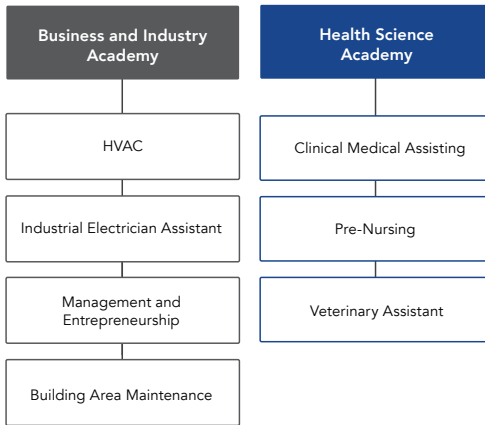 Business and Industry
Academy
HVAC
Industrial Electrician Assistant
Management and
Entrepreneurship
Building Area Maintenance
Health Science
Academy
Clinical Medical Assisting
Pre-Nursing
Veterinary Assistant